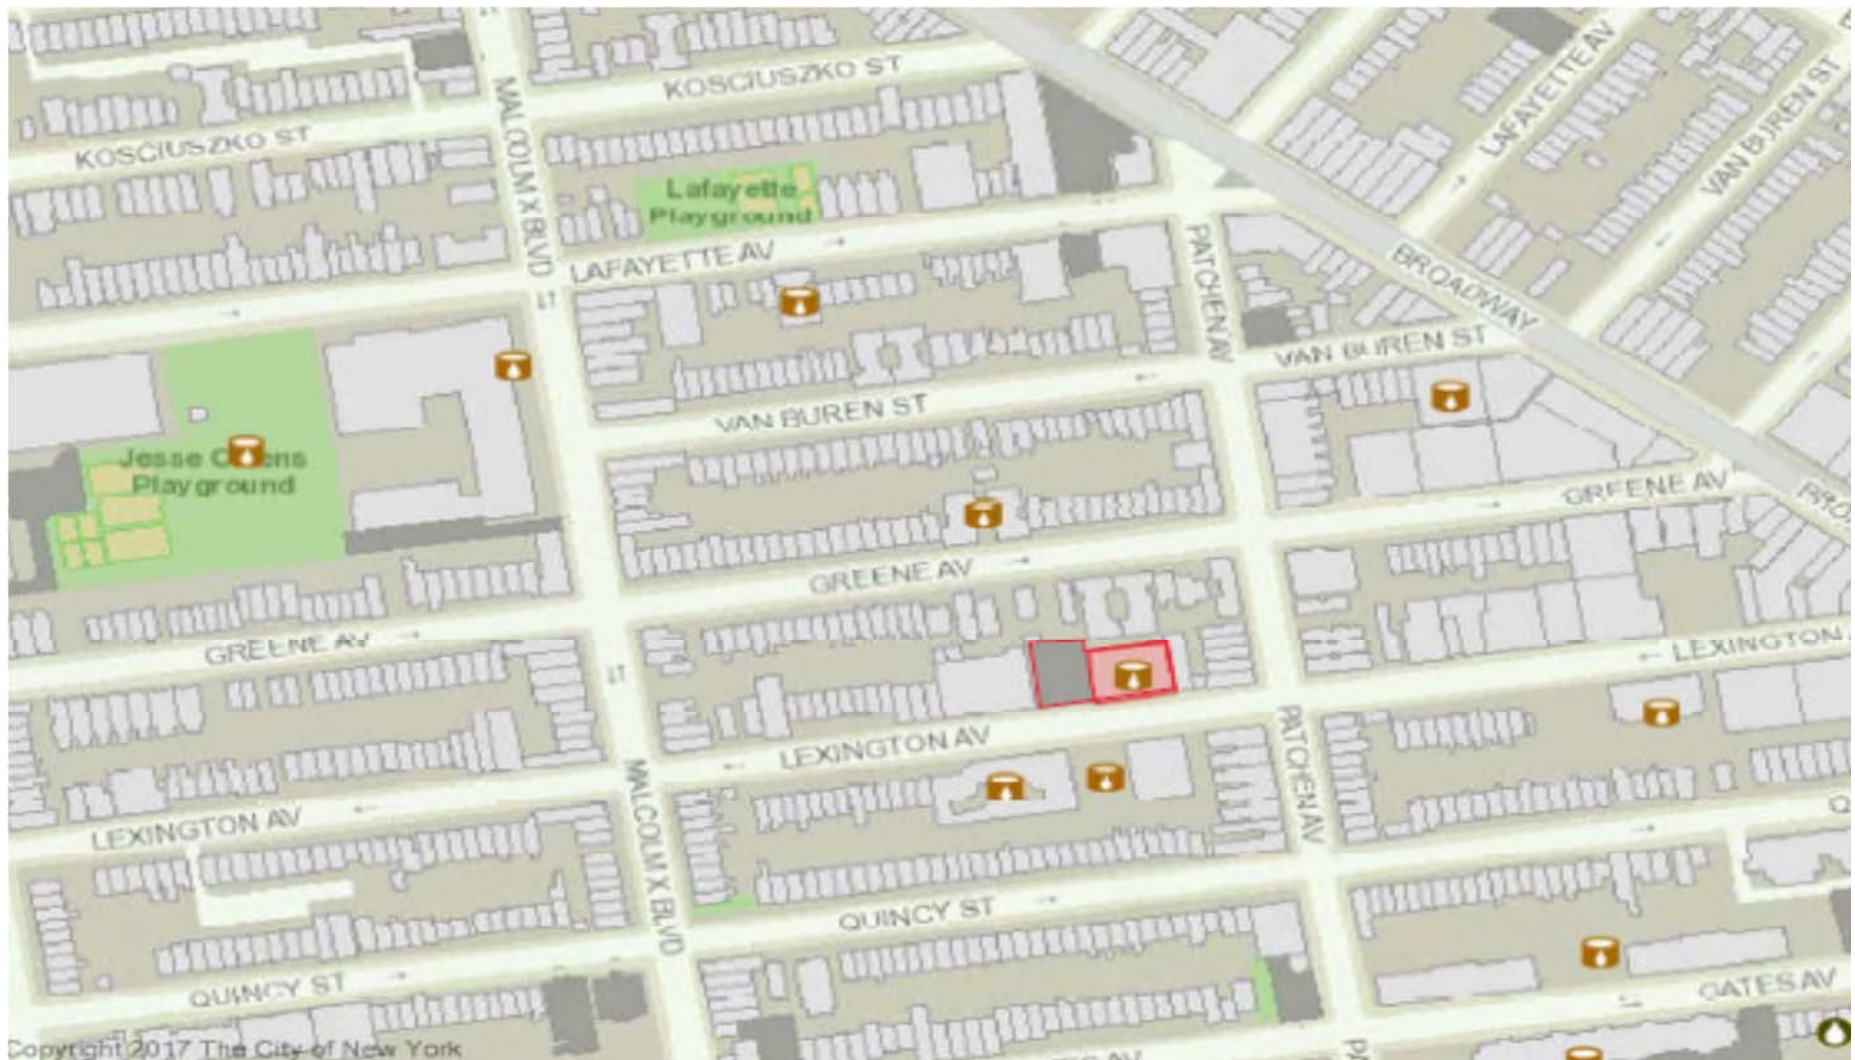 KOSCIUSZKO ST
KOSCIUSZKO ST
MALCOLM X BLVD
Lafayette
Playground
LAFAYETTE AV
LAFAYETTE AV
VAN BUREN ST
PATCHEN AV
BROADWAY
VAN BUREN ST
VAN BUREN ST
Jesse Owens
Playground
GREENE AV
GREENE AV
GREENE AV
LEXINGTON
LEXINGTON AV
LEXINGTON AV
PATCHEN AV
MALCOLM X BLVD
QUINCY ST
QUINCY ST
GATES AV
Copyright 2017 The City of New York